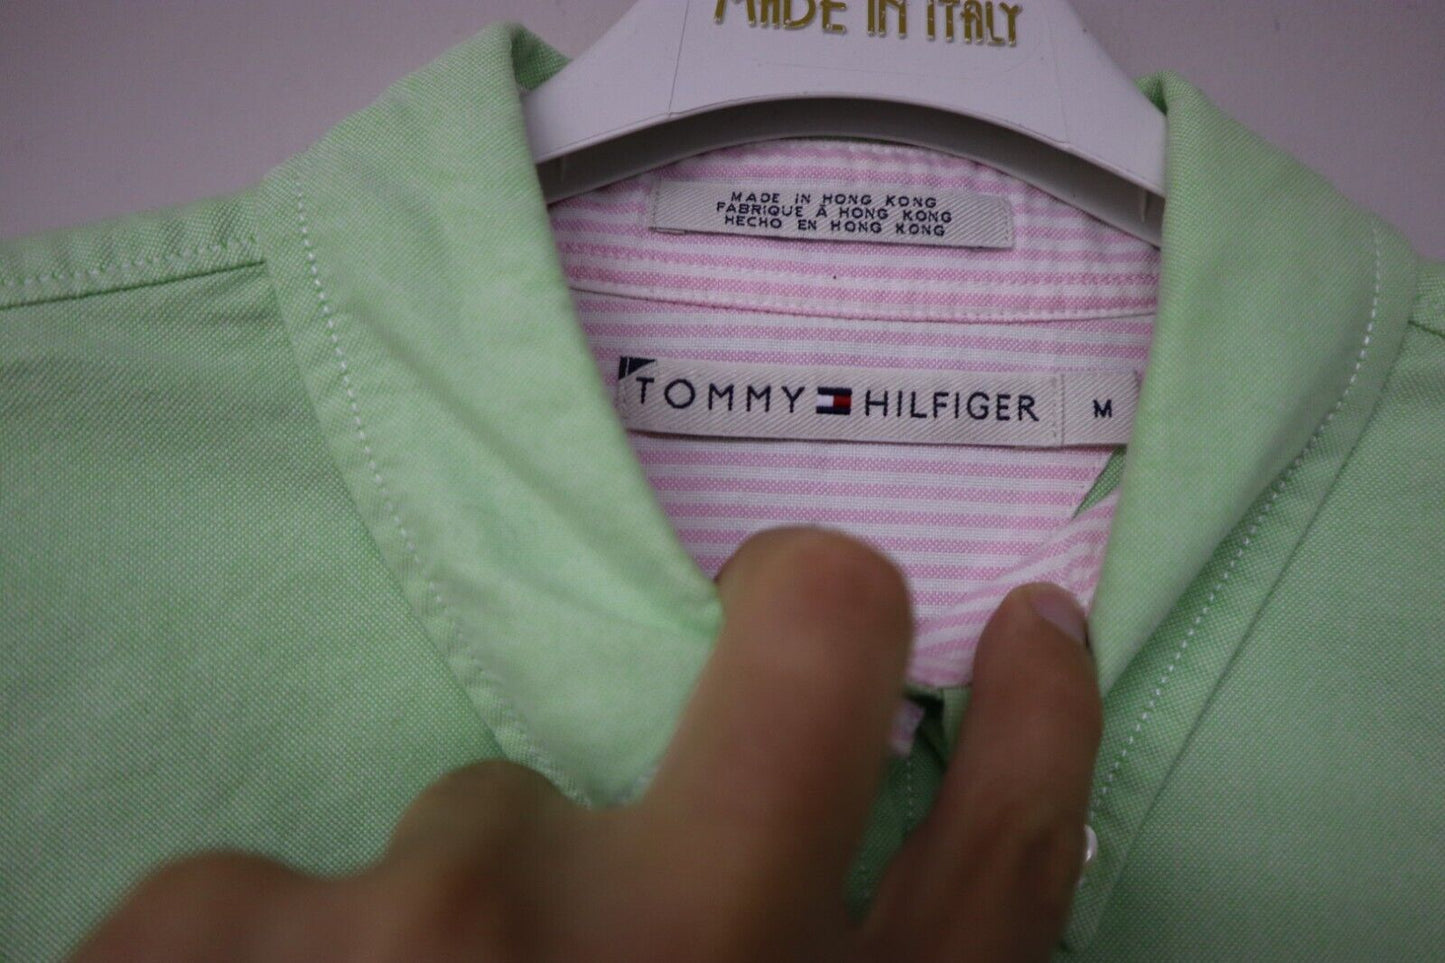 MADE IN ITALY
MADE IN HONG KONG
FABRIQUE À HONG KONG
HECHO EN HONG KONG
TOMMY HILFIGER M